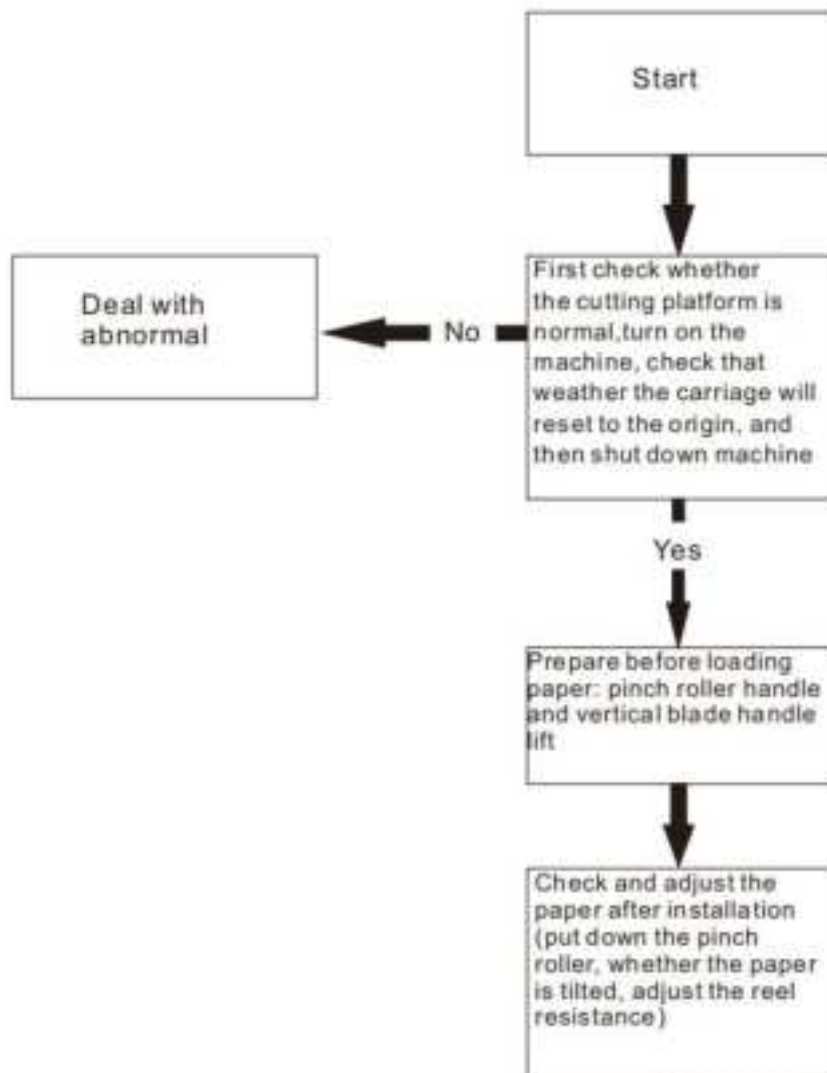 Start
First check whether
the cutting platform is
normal,turn on the
machine, check that
weather the carriage will
reset to the origin, and
then shut down machine
Deal with
abnormal
No
Yes
Prepare before loading
paper: pinch roller handle
and vertical blade handle
lift
Check and adjust the
paper after installation
(put down the pinch
roller, whether the paper
is tilted, adjust the reel
resistance)